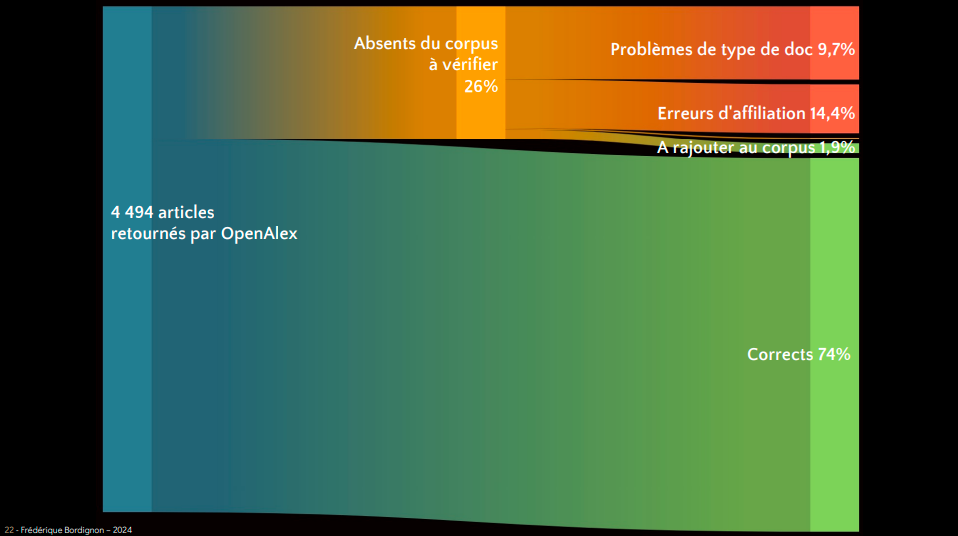 Absents du corpus
à vérifier
26%
Problèmes de type de doc 9,7%
Erreurs d'affiliation 14,4%
A rajouter au corpus 1,9%
4 494 articles
retournés par OpenAlex
Corrects 74%
22 - Frédérique Bordignon – 2024